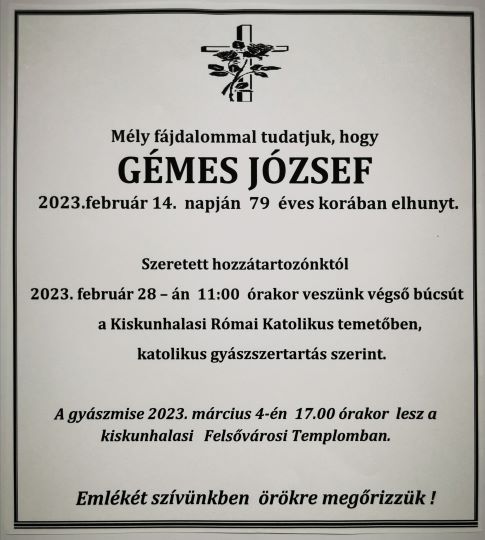 Mély fájdalommal tudatjuk, hogy
GÉMES JÓZSEF
2023.február 14. napján 79 éves korában elhunyt.
Szeretett hozzátartozónktól
2023. február 28 – án 11:00 órakor veszünk végső búcsút
a Kiskunhalasi Római Katolikus temetőben,
katolikus gyászszertartás szerint.
A gyászmise 2023. március 4-én 17.00 órakor lesz a
kiskunhalasi Felsővárosi Templomban.
Emlékét szívünkben örökre megőrizzük !